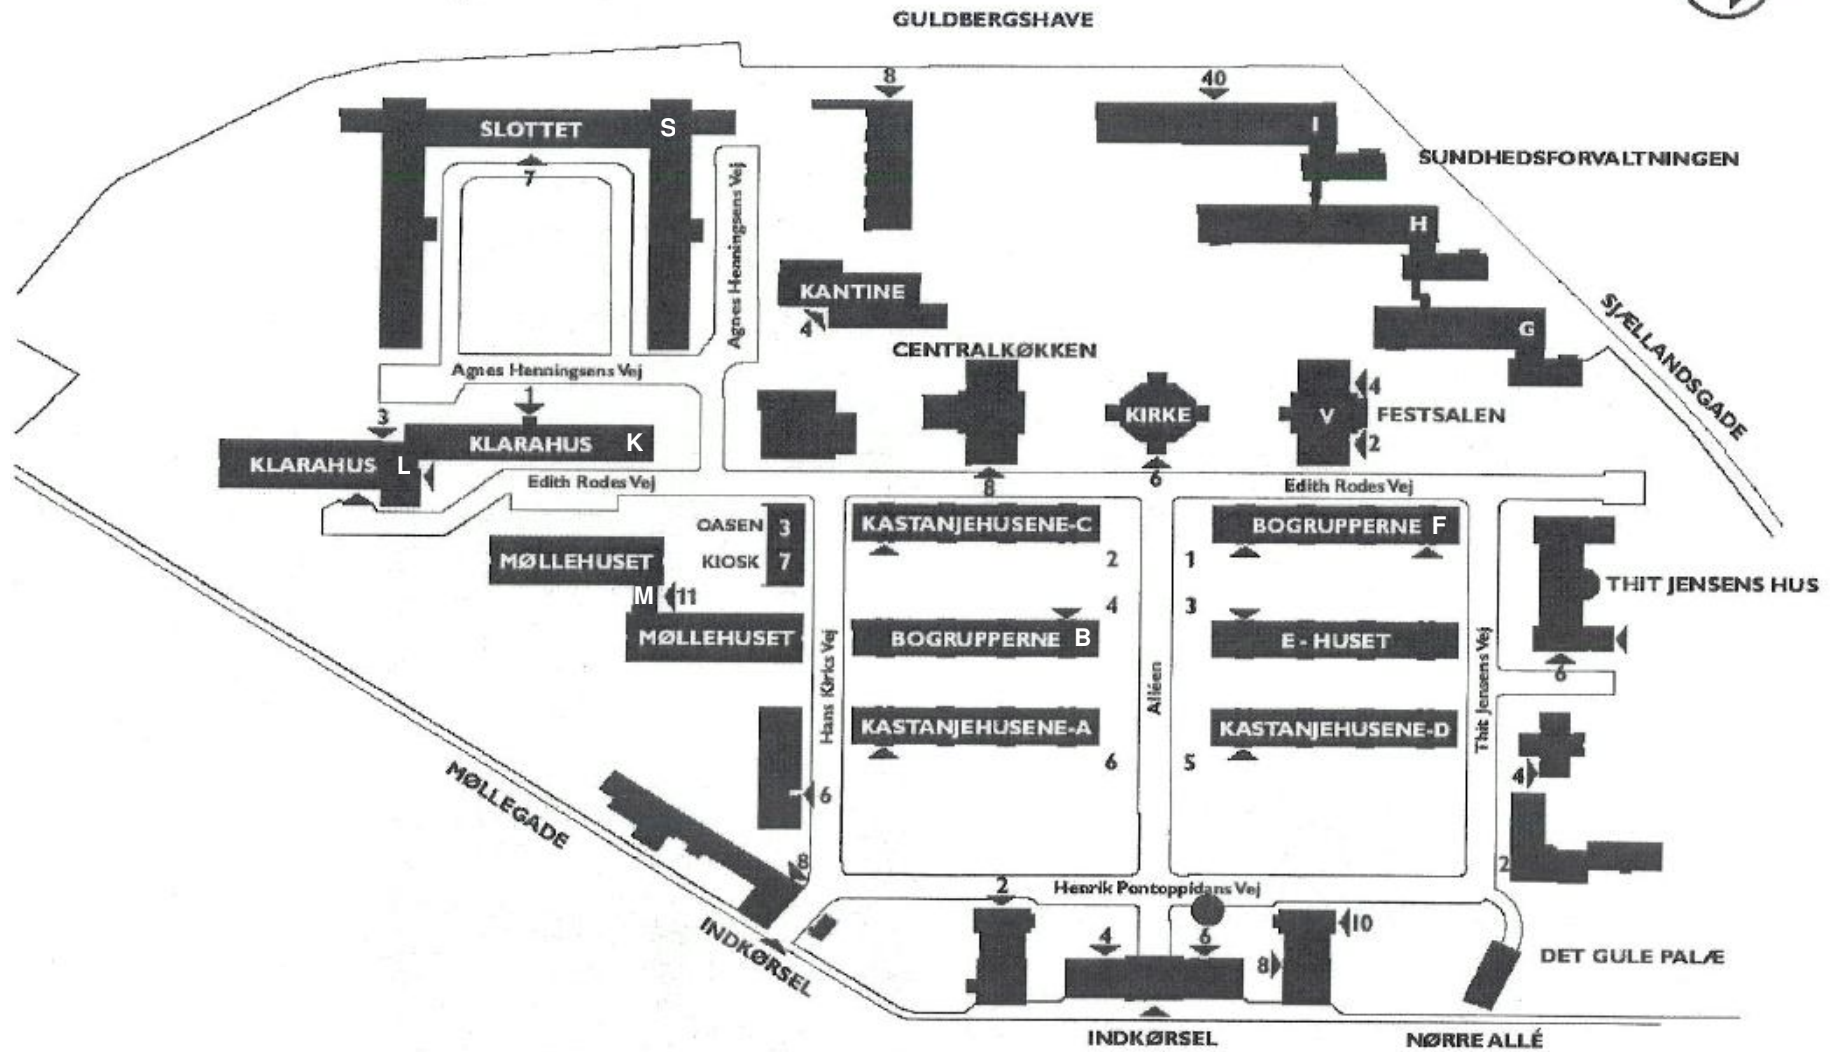 GULDBERGSHAVE
8
40
SLOTTET S
I
SUNDHEDSFORVALTNINGEN
7
Agnes Henningsens Vej
H
KANTINE
4
SJÆLLANDSGADE
G
CENTRALKØKKEN
Agnes Henningsens Vej
1
3
KLARAHUS K
KLARAHUS L
KIRKE
V
4
FESTSALEN
2
Edith Rodes Vej
8
6
Edith Rodes Vej
OASEN 3
KIOSK 7
KASTANJEHUSENE-C
BOGRUPPERNE F
MØLLEHUSET
M
11
MØLLEHUSET
2
1
4
3
THIT JENSENS HUS
BOGRUPPERNE B
E - HUSET
6
Hans Kirks Vej
Alléen
Thit Jensens Vej
KASTANJEHUSENE-A
KASTANJEHUSENE-D
6
5
4
6
MØLLEGADE
8
2
2
Henrik Pontoppidans Vej
INDKØRSEL
4
6
10
8
DET GULE PALÆ
INDKØRSEL
NØRRE ALLÉ